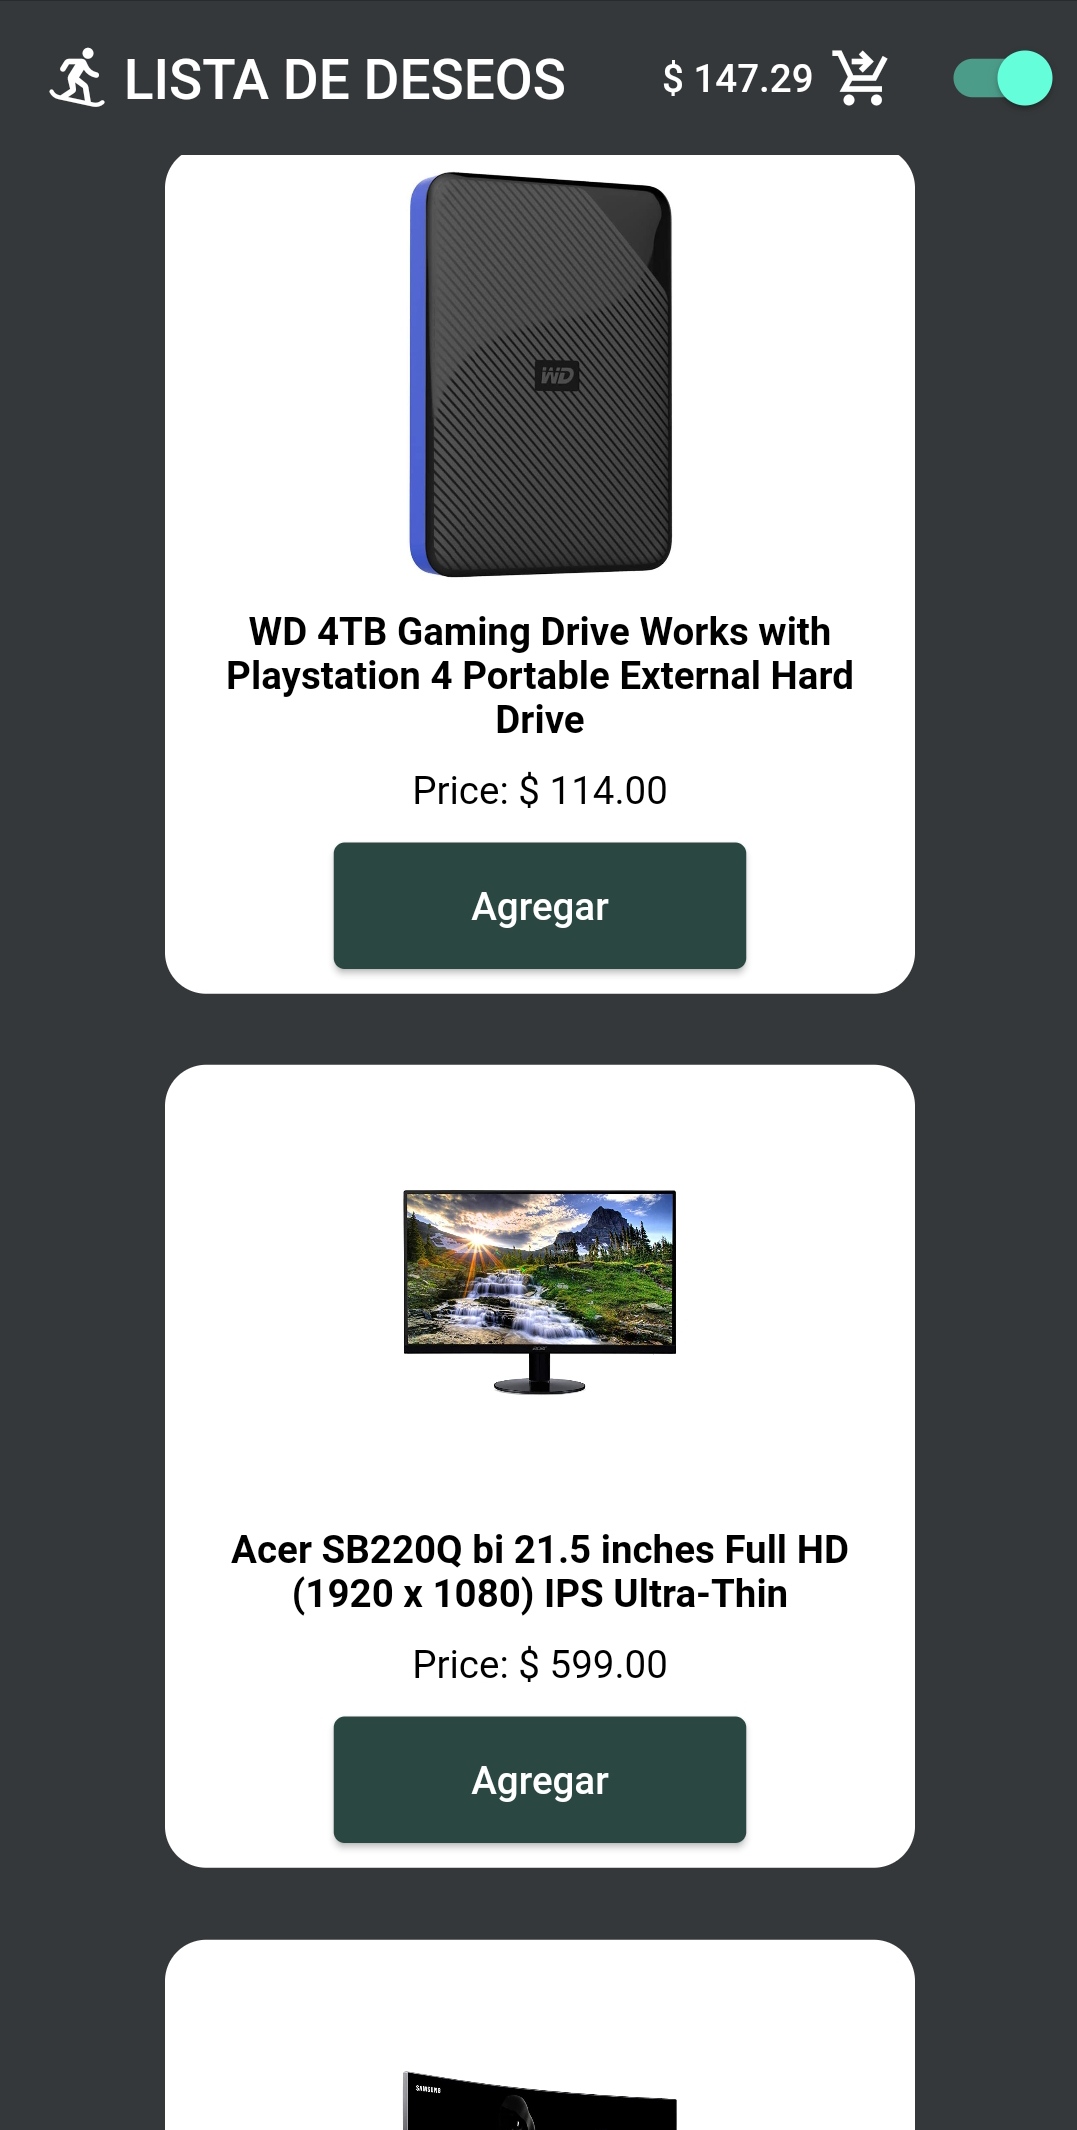 LISTA DE DESEOS
$ 147.29
WD
WD 4TB Gaming Drive Works with
Playstation 4 Portable External Hard
Drive
Price: $ 114.00
Agregar
acer
Acer SB220Q bi 21.5 inches Full HD
(1920 x 1080) IPS Ultra-Thin
Price: $ 599.00
Agregar
SAMSUNG